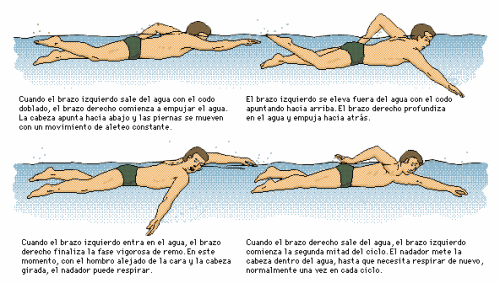 Cuando el brazo izquierdo sale del agua con el codo
doblado, el brazo derecho comienza a empujar el agua.
La cabeza apunta hacia abajo y las piernas se mueven
con un movimiento de aleteo constante.
El brazo izquierdo se eleva fuera del agua con el codo
apuntando hacia arriba. El brazo derecho profundiza
en el agua y empuja hacia atrás.
Cuando el brazo izquierdo entra en el agua, el brazo
derecho finaliza la fase vigorosa de remo. En este
momento, con el hombro alejado de la cara y la cabeza
girada, el nadador puede respirar.
Cuando el brazo derecho sale del agua, el brazo izquierdo
comienza la segunda mitad del ciclo. El nadador mete la
cabeza dentro del agua, hasta que necesita respirar de nuevo,
normalmente una vez en cada ciclo.